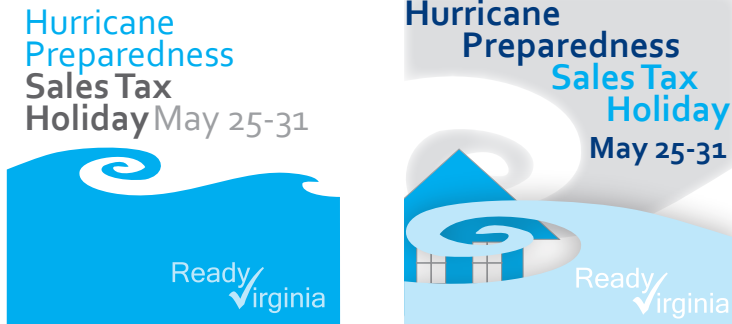 Hurricane
Preparedness
Sales Tax
Holiday May 25-31
Ready
Virginia
Hurricane
Preparedness
Sales Tax
Holiday
May 25-31
Ready
Virginia